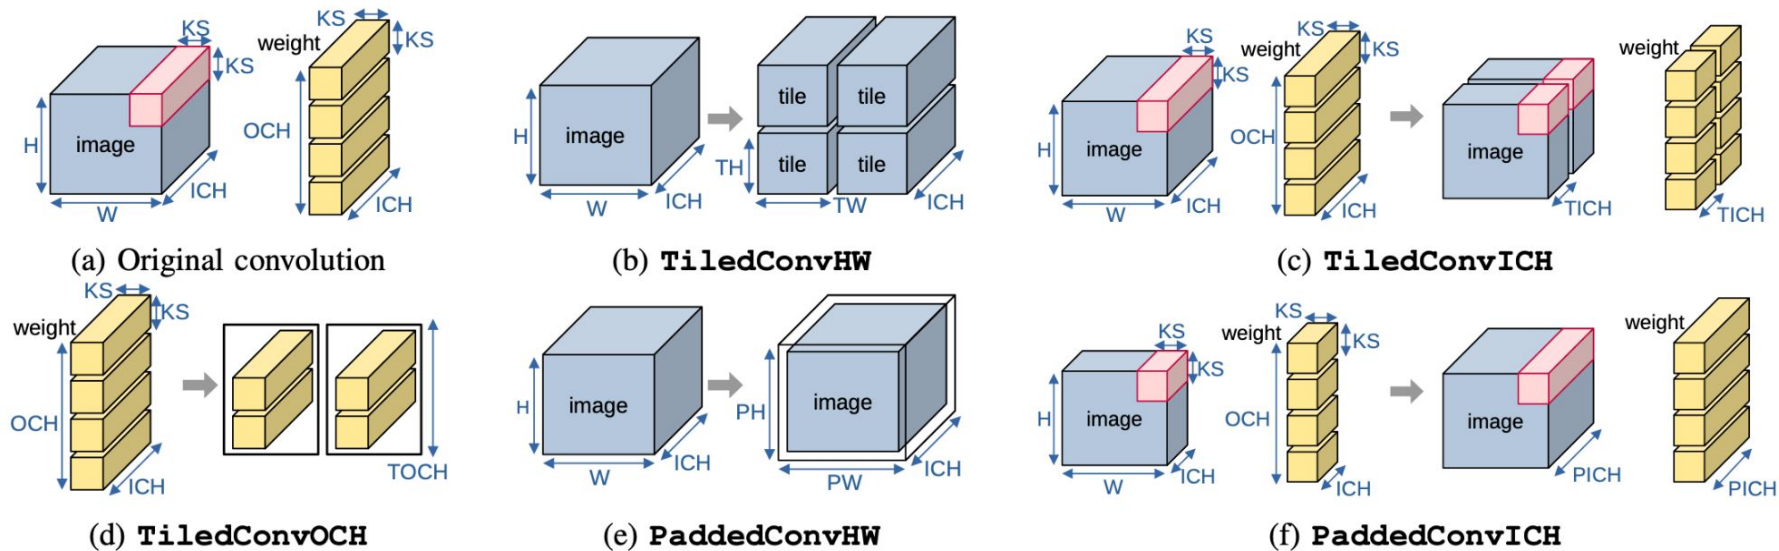 KS
KS
weight
KS
KS
OCH
H
image
ICH
W
ICH
(a) Original convolution
H
image
W
ICH
tile
tile
TH
tile
tile
TW
ICH
(b) TiledConvHW
KS
KS
weight
KS
KS
OCH
H
image
W
ICH
ICH
image
TICH
weight
TICH
(c) TiledConvICH
KS
KS
weight
OCH
ICH
TOCH
(d) TiledConvOCH
H
image
W
ICH
PH
image
PW
ICH
(e) PaddedConvHW
KS
KS
weight
KS
KS
OCH
H
W
ICH
ICH
image
PICH
weight
PICH
(f) PaddedConvICH